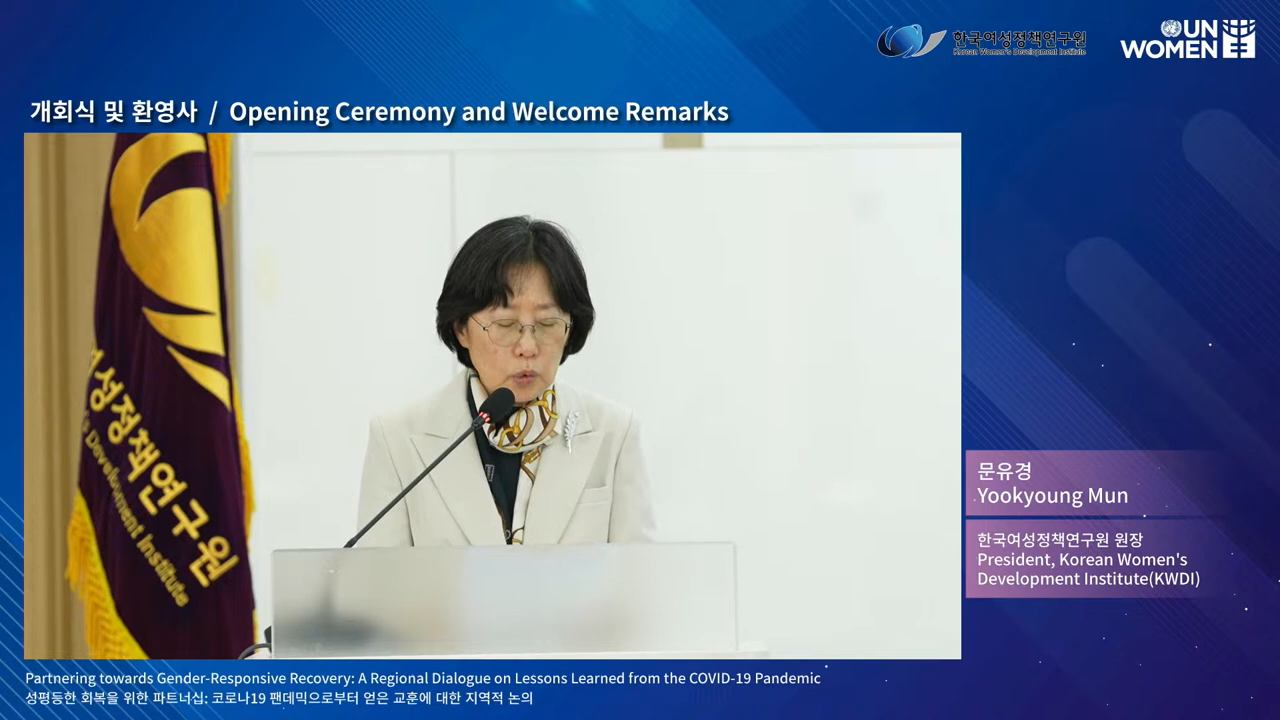 한국여성정책연구원
Korean Women's Development Institute
UN
WOMEN
개회식 및 환영사 / Opening Ceremony and Welcome Remarks
성정책연구원
Development Institute
문유경
Yookyoung Mun
한국여성정책연구원 원장
President, Korean Women's
Development Institute(KWDI)
Partnering towards Gender-Responsive Recovery: A Regional Dialogue on Lessons Learned from the COVID-19 Pandemic
성평등한 회복을 위한 파트너십: 코로나19 팬데믹으로부터 얻은 교훈에 대한 지역적 논의